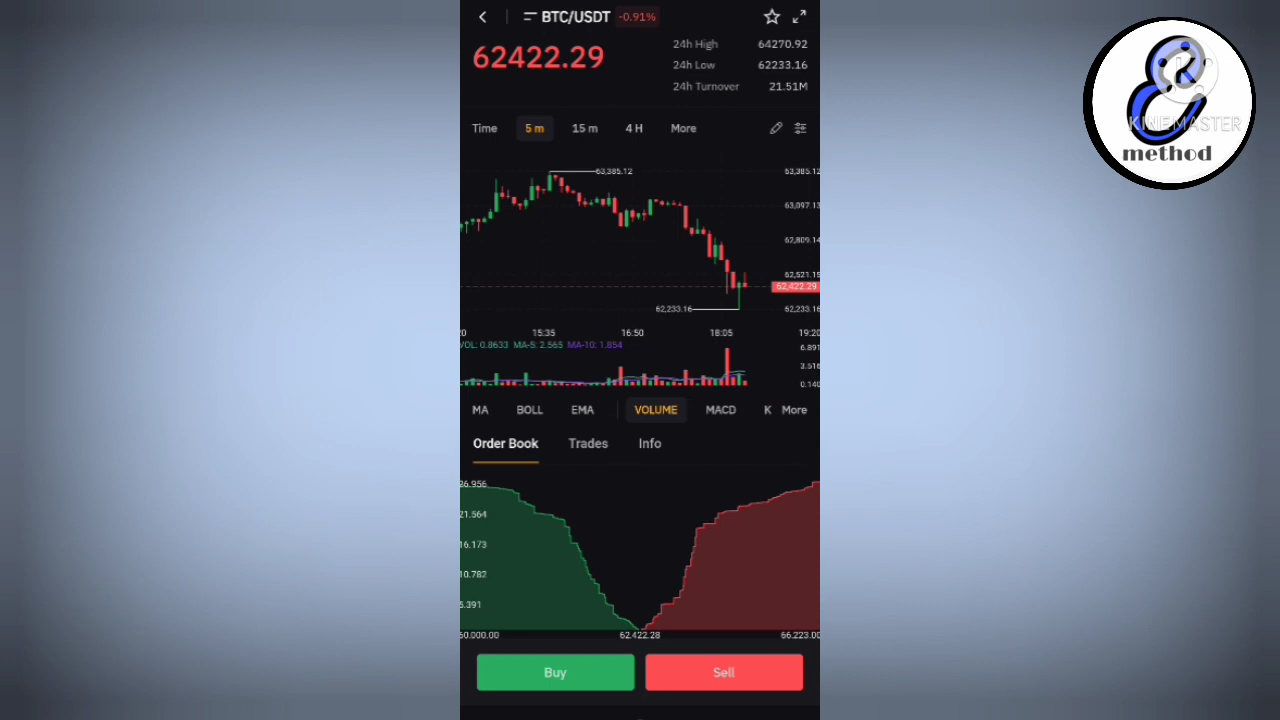 BTC/USDT -0.91%
62422.29
24h High 64270.92
24h Low 62233.16
24h Turnover 21.51M
Time 5 m 15 m 4 H More
63,385.12 63,385.12
63,097.13
62,809.14
62,521.15
62,422.29
62,233.16 62,233.16
20 15:35 16:50 18:05 19:20
VOL: 0.8633 MA-5: 2.565 MA-10: 1.854 6.891
3.516
0.140
MA BOLL EMA VOLUME MACD K More
Order Book Trades Info
26.955
21.564
16.173
10.782
5.391
60.000.00 62.422.28 66.223.00
Buy Sell
K
KINEMASTER
method